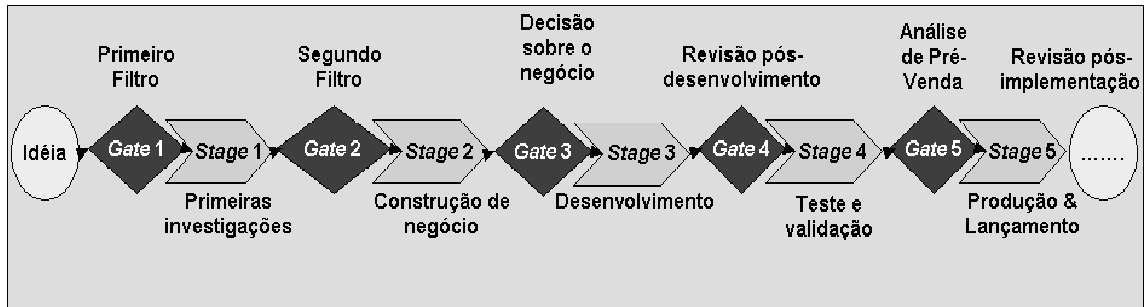 Primeiro
Filtro
Segundo
Filtro
Decisão
sobre o
negócio
Revisão pós-
desenvolvimento
Análise
de Pré-
Venda
Revisão pós-
implementação
Idéia
Gate 1
Stage 1
Gate 2
Stage 2
Gate 3
Stage 3
Gate 4
Stage 4
Gate 5
Stage 5
.......
Primeiras
investigações
Construção de
negócio
Desenvolvimento
Teste e
validação
Produção &
Lançamento